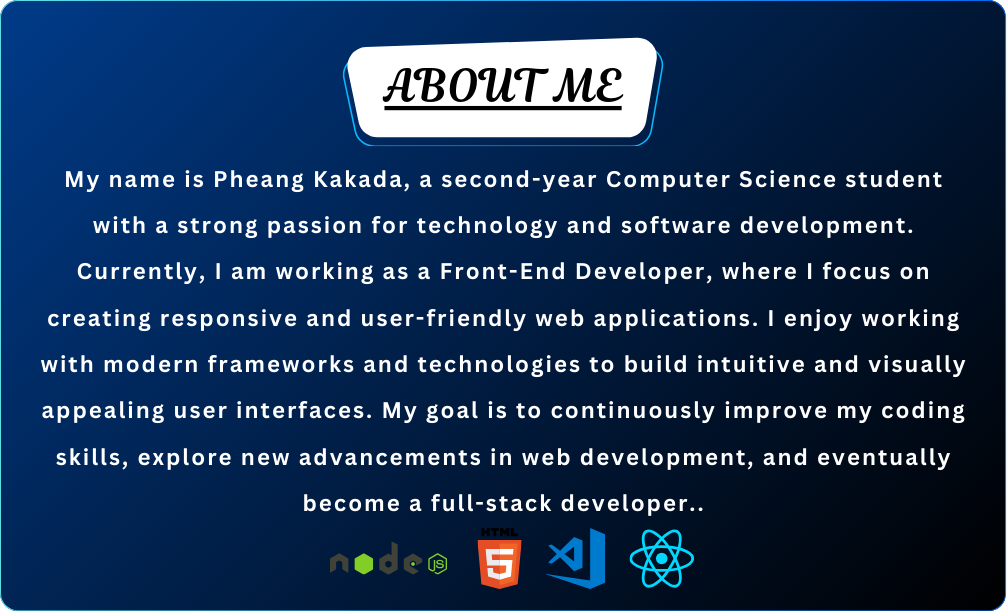 ABOUT ME
My name is Pheang Kakada, a second-year Computer Science student
with a strong passion for technology and software development.
Currently, I am working as a Front-End Developer, where I focus on
creating responsive and user-friendly web applications. I enjoy working
with modern frameworks and technologies to build intuitive and visually
appealing user interfaces. My goal is to continuously improve my coding
skills, explore new advancements in web development, and eventually
become a full-stack developer..
node JS
HTML
5